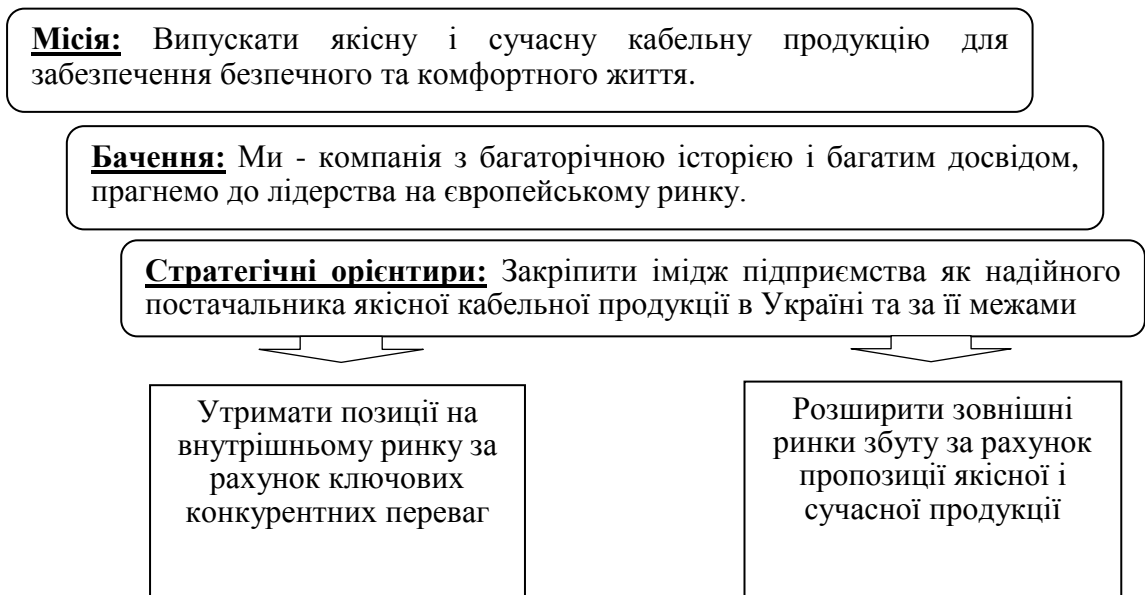 Місія: Випускати якісну і сучасну кабельну продукцію для
забезпечення безпечного та комфортного життя.
Бачення: Ми - компанія з багаторічною історією і багатим досвідом,
прагнемо до лідерства на європейському ринку.
Стратегічні орієнтири: Закріпити імідж підприємства як надійного
постачальника якісної кабельної продукції в Україні та за її межами
Утримати позиції на
внутрішньому ринку за
рахунок ключових
конкурентних переваг
Розширити зовнішні
ринки збуту за рахунок
пропозиції якісної і
сучасної продукції